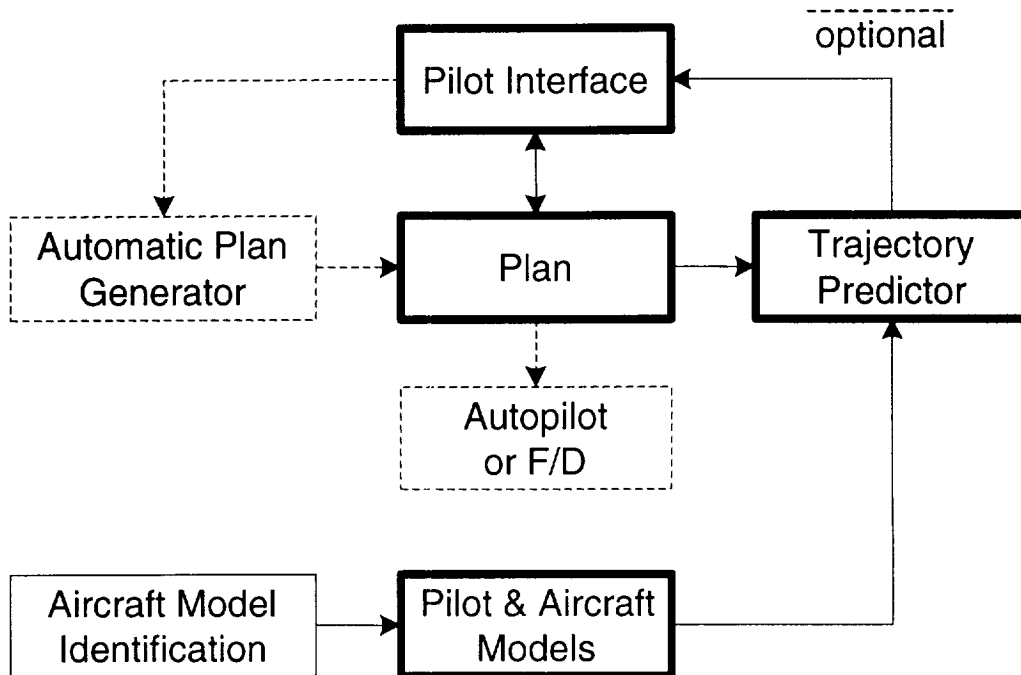 optional
Pilot Interface
Automatic Plan
Generator
Plan
Trajectory
Predictor
Autopilot
or F/D
Aircraft Model
Identification
Pilot & Aircraft
Models